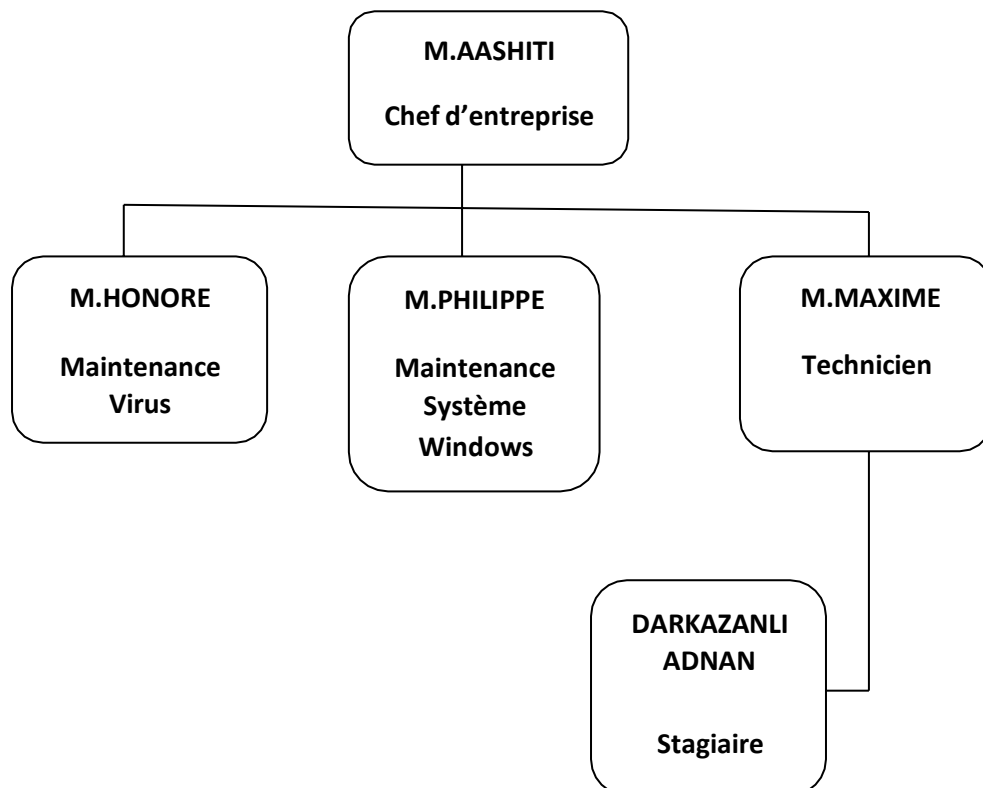 M.AASHITI
Chef d’entreprise
M.HONORE
Maintenance
Virus
M.PHILIPPE
Maintenance
Système
Windows
M.MAXIME
Technicien
DARKAZANLI
ADNAN
Stagiaire